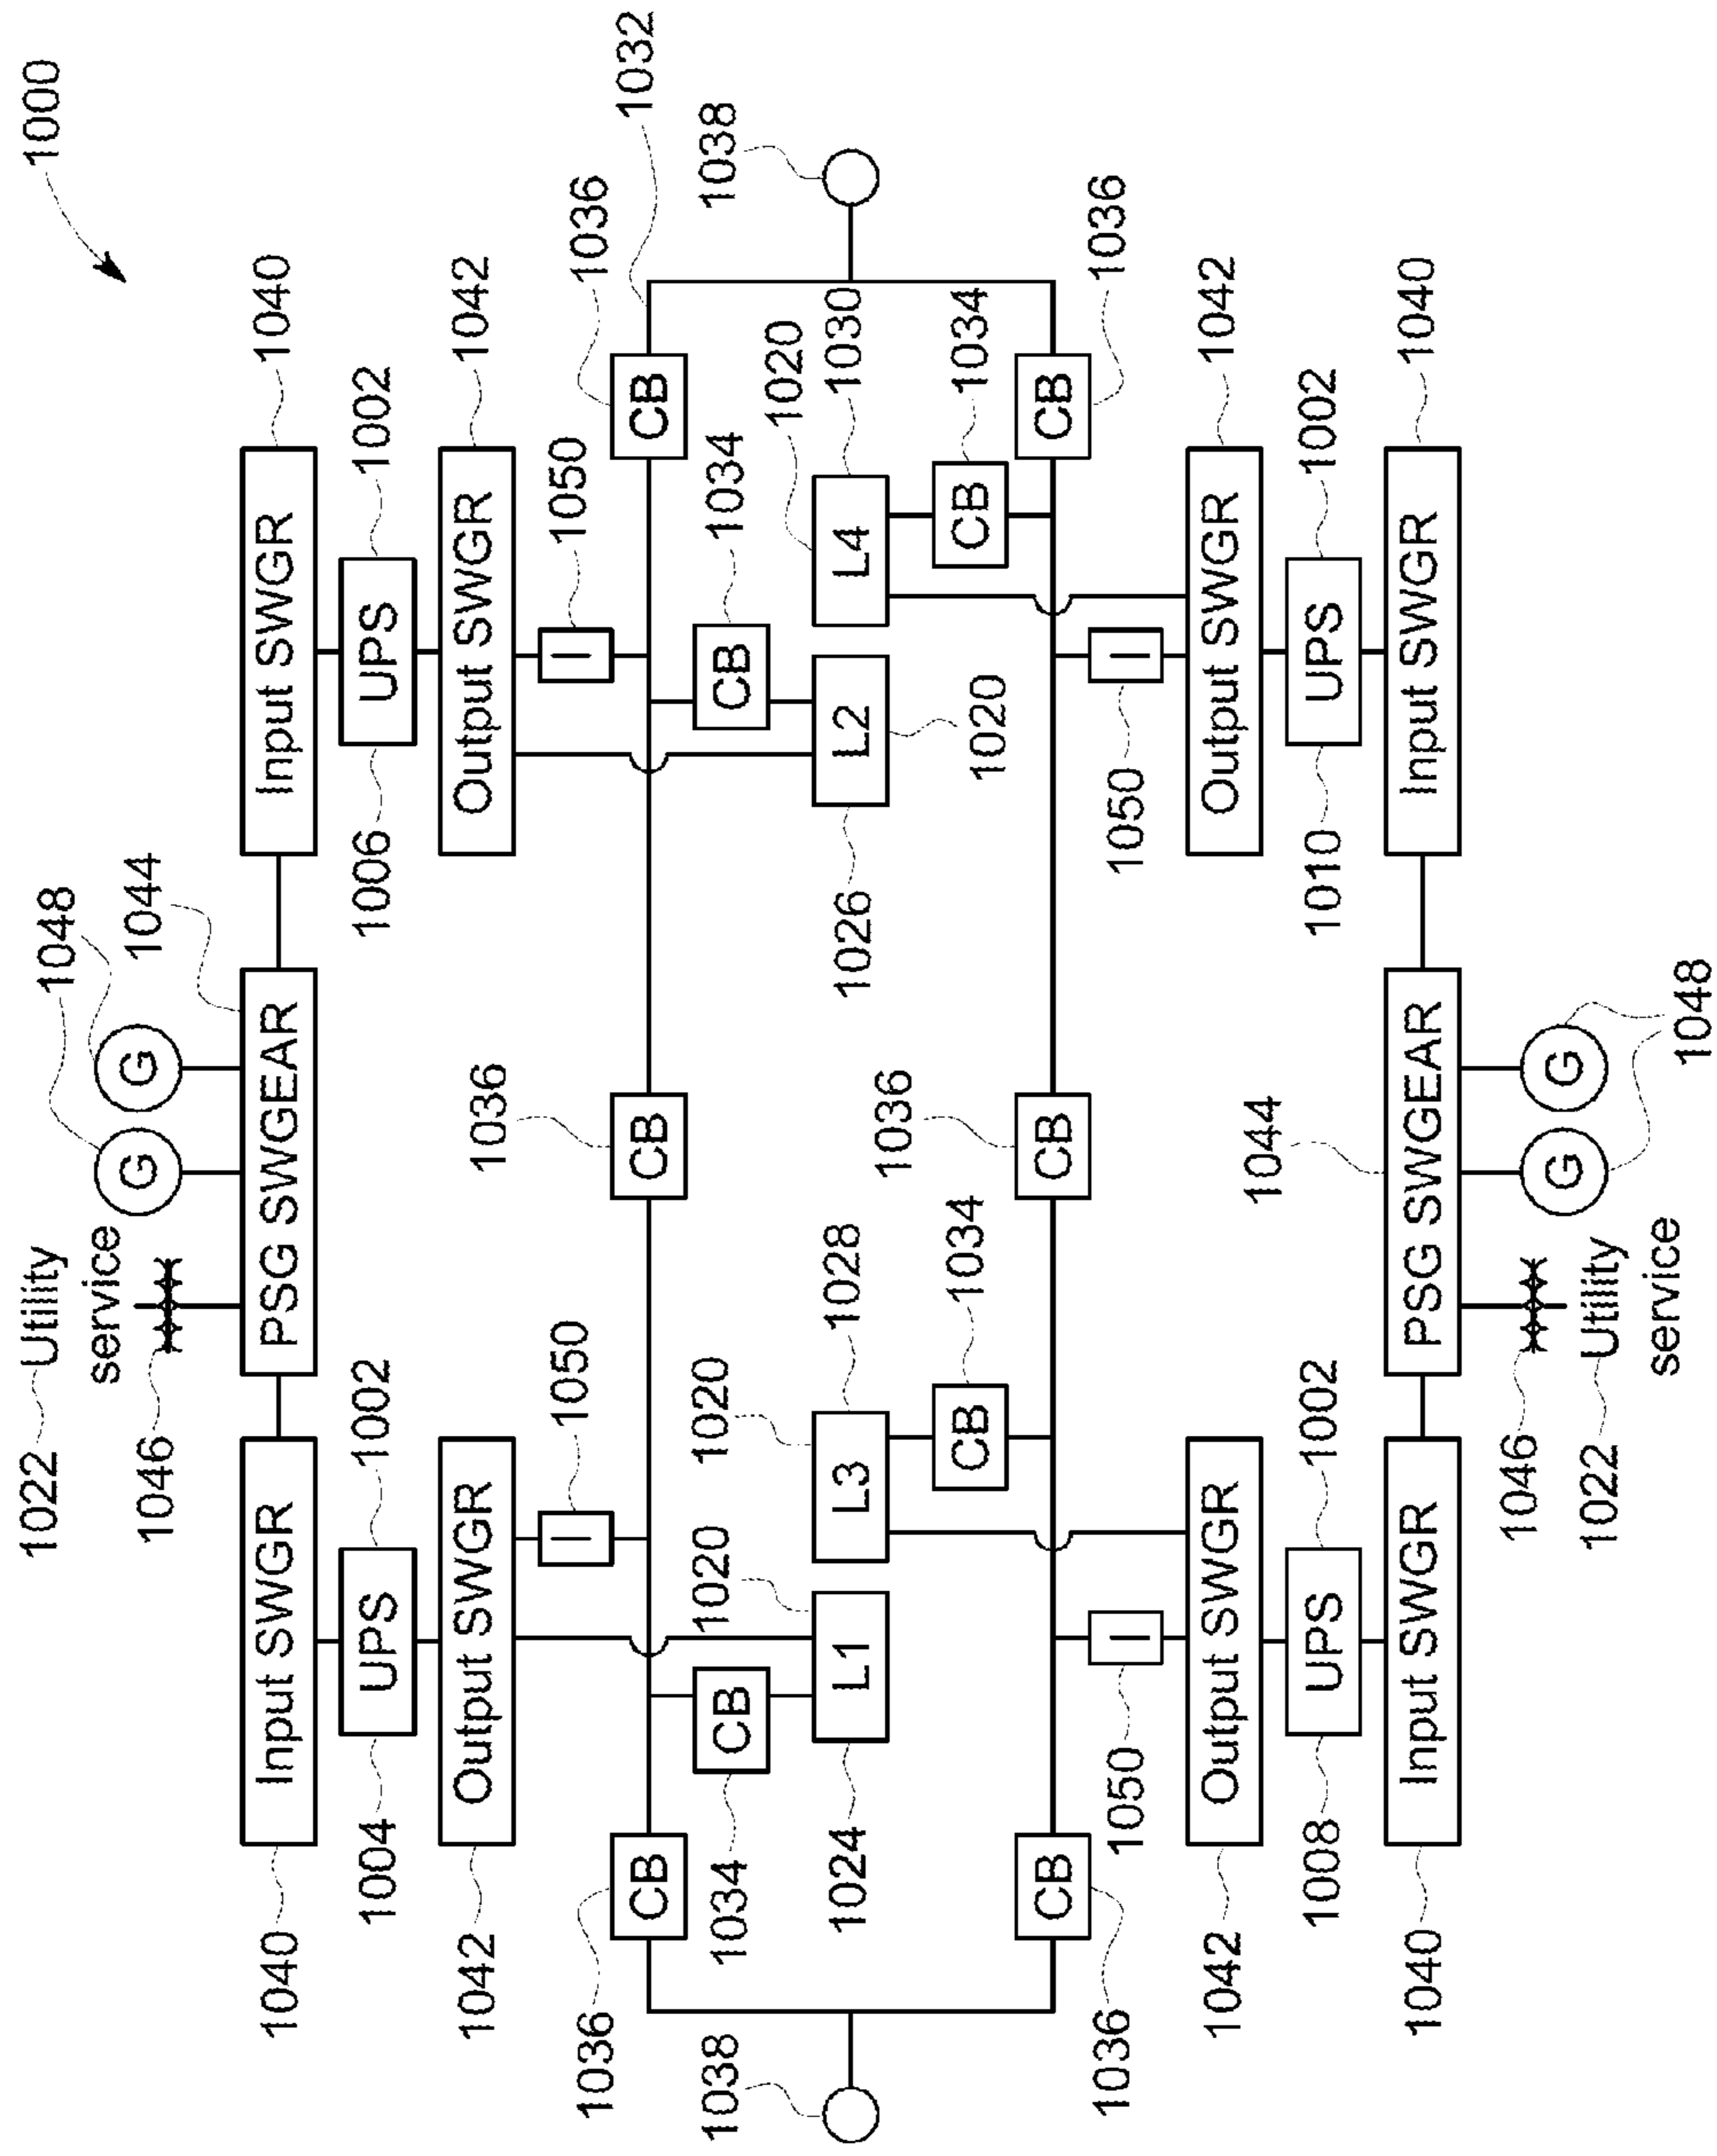 1000
1022 Utility
service
1048
1046
G
G
1044
1040
Input SWGR
PSG SWGEAR
Input SWGR
1040
1004
UPS
1002
1006
UPS
1002
1042
Output SWGR
Output SWGR
1042
1036
I
1050
I
1050
1036
1036
CB
CB
CB
1032
1038
1034
CB
1020
1020
CB
1034
1038
1020
1024
L1
L3
1028
1026
L2
L4
1030
1036
CB
1034
1020
CB
1034
CB
CB
CB
1036
1036
1050
I
1050
I
1042
Output SWGR
1044
Output SWGR
1042
1008
UPS
1002
1010
UPS
1002
1040
Input SWGR
PSG SWGEAR
Input SWGR
1040
1046
G
G
1022 Utility
service
1048